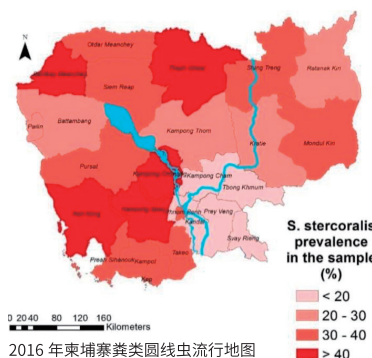 N
Otdar Meanchey
Stung Treng
Ratanak Kiri
Siem Reap
Battambang
Pailin
Kampong Thom
Kratie
Mondul Kiri
Pursat
Kampong Cham
Tbong Khmum
Prey Veng
Svay Rieng
Takeo
Preah Sihanouk
Kampot
Kep
S. stercoralis
prevalence
in the sample
(%)
< 20
20 - 30
30 - 40
> 40
0 20 40 80 120 160
Kilometers
2016 年柬埔寨粪类圆线虫流行地图